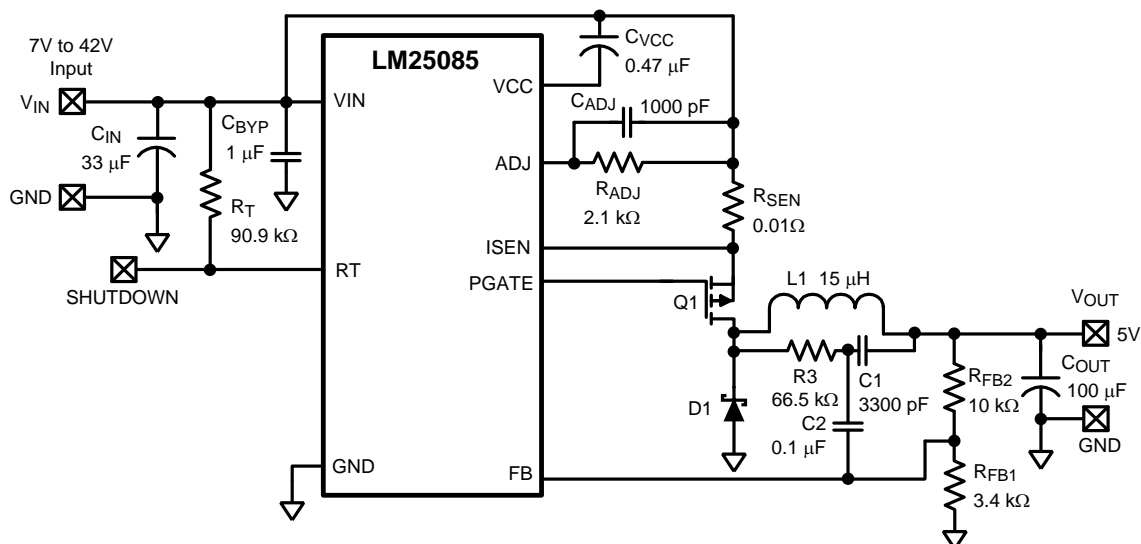 7V to 42V
Input
VIN
GND
CIN
33 μF
CBYP
1 μF
RT
90.9 kΩ
SHUTDOWN
LM25085
VIN
RT
GND
VCC
ADJ
ISEN
PGATE
FB
CVCC
0.47 μF
CADJ
1000 pF
RADJ
2.1 kΩ
RSEN
0.01Ω
Q1
L1 15 μH
R3
66.5 kΩ
C1
3300 pF
C2
0.1 μF
D1
VOUT
5V
RFB2
10 kΩ
COUT
100 μF
GND
RFB1
3.4 kΩ